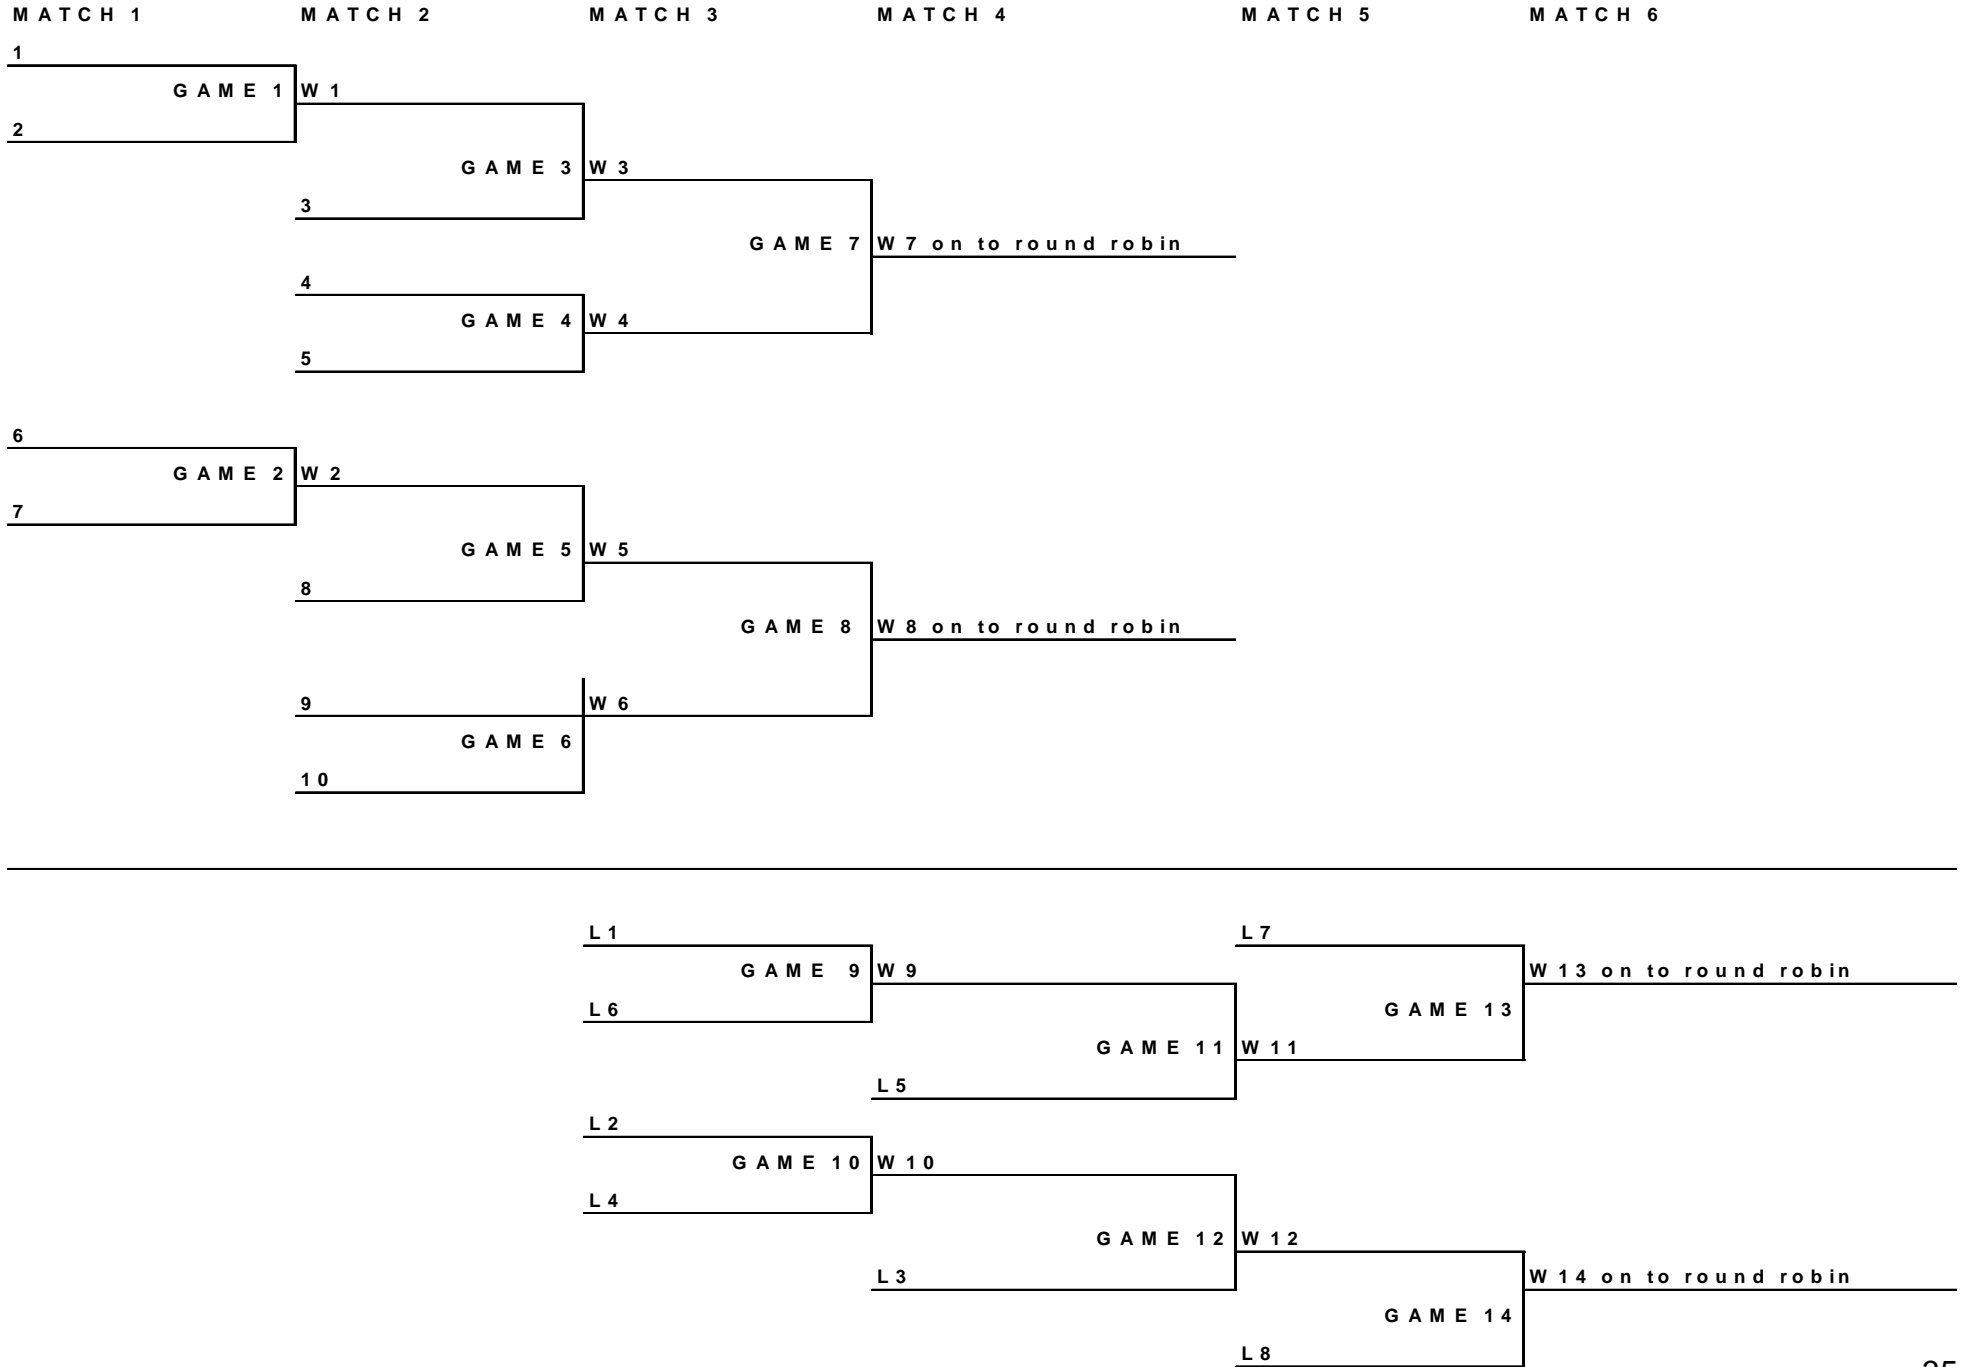 MATCH 1 MATCH 2 MATCH 3 MATCH 4 MATCH 5 MATCH 6
1
GAME 1 W 1
2
GAME 3 W 3
3
GAME 7 W 7 on to round robin
4
GAME 4 W 4
5
6
GAME 2 W 2
7
GAME 5 W 5
8
GAME 8 W 8 on to round robin
9 W 6
GAME 6
10
L 1 L 7
GAME 9 W 9 W 13 on to round robin
L 6 GAME 13
GAME 11 W 11
L 5
L 2
GAME 10 W 10
L 4
GAME 12 W 12
L 3 W 14 on to round robin
GAME 14
L 8